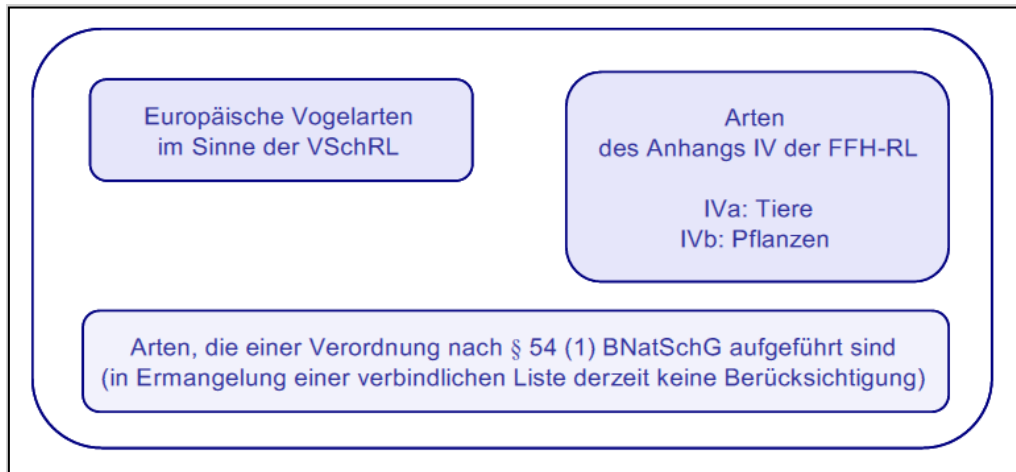 Europäische Vogelarten
im Sinne der VSchRL
Arten
des Anhangs IV der FFH-RL
IVa: Tiere
IVb: Pflanzen
Arten, die einer Verordnung nach § 54 (1) BNatSchG aufgeführt sind
(in Ermangelung einer verbindlichen Liste derzeit keine Berücksichtigung)